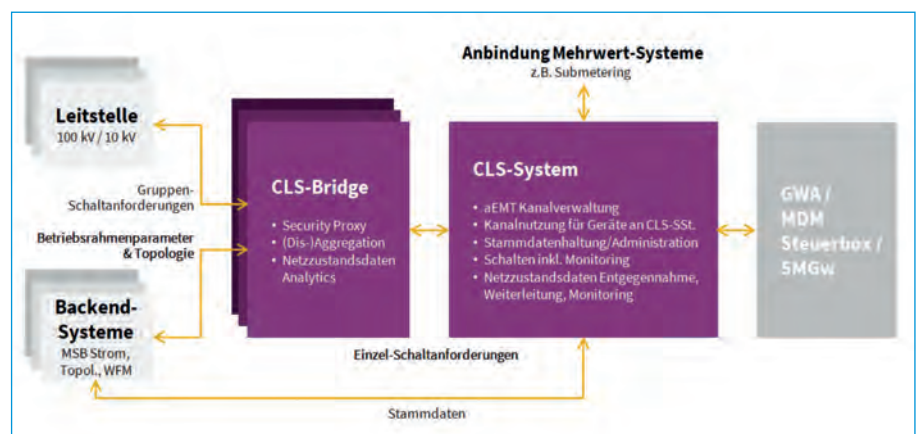 Anbindung Mehrwert-Systeme
z.B. Submetering
Leitstelle
100 kV / 10 kV
Gruppen-
Schaltanforderungen
Betriebsrahmenparameter
& Topologie
Backend-
Systeme
MSB Strom,
Topol., WFM
CLS-Bridge
• Security Proxy
• (Dis-)Aggregation
• Netzzustandsdaten
Analytics
CLS-System
• aEMT Kanalverwaltung
• Kanalnutzung für Geräte an CLS-SSt.
• Stammdatenhaltung/Administration
• Schalten inkl. Monitoring
• Netzzustandsdaten Entgegennahme,
Weiterleitung, Monitoring
GWA /
MDM
Steuerbox /
SMGw
Einzel-Schaltanforderungen
Stammdaten